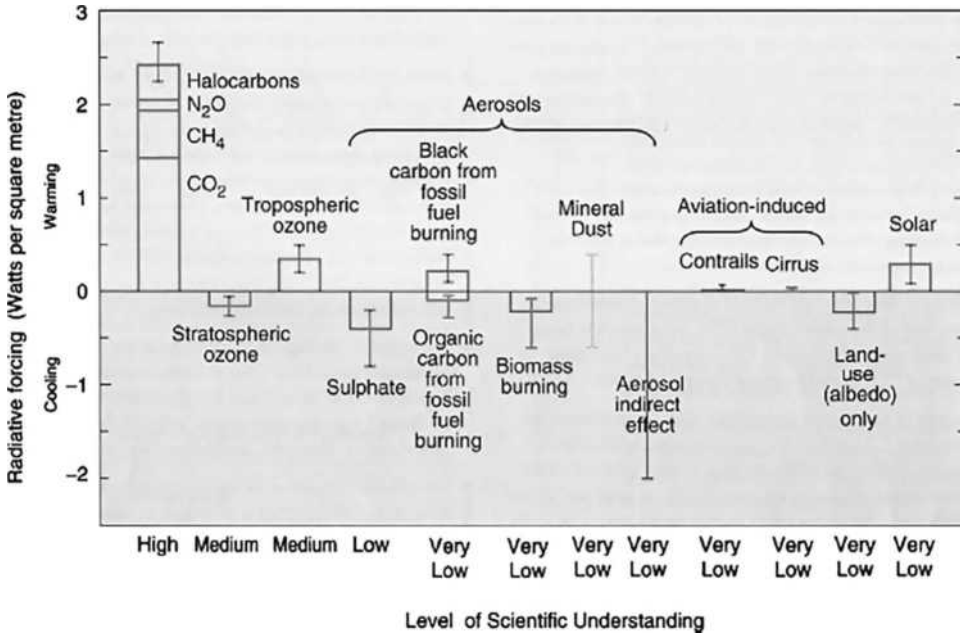 Radiative forcing (Watts per square metre)
Warming
Cooling
3
2
1
0
−1
−2
Halocarbons
N₂O
CH₄
CO₂
Stratospheric
ozone
Tropospheric
ozone
Aerosols
Sulphate
Black
carbon from
fossil
fuel
burning
Organic
carbon
from
fossil
fuel
burning
Biomass
burning
Mineral
Dust
Aerosol
indirect
effect
Aviation-induced
Contrails
Cirrus
Land-
use
(albedo)
only
Solar
High
Medium
Medium
Low
Very
Low
Very
Low
Very
Low
Very
Low
Very
Low
Very
Low
Very
Low
Very
Low
Level of Scientific Understanding